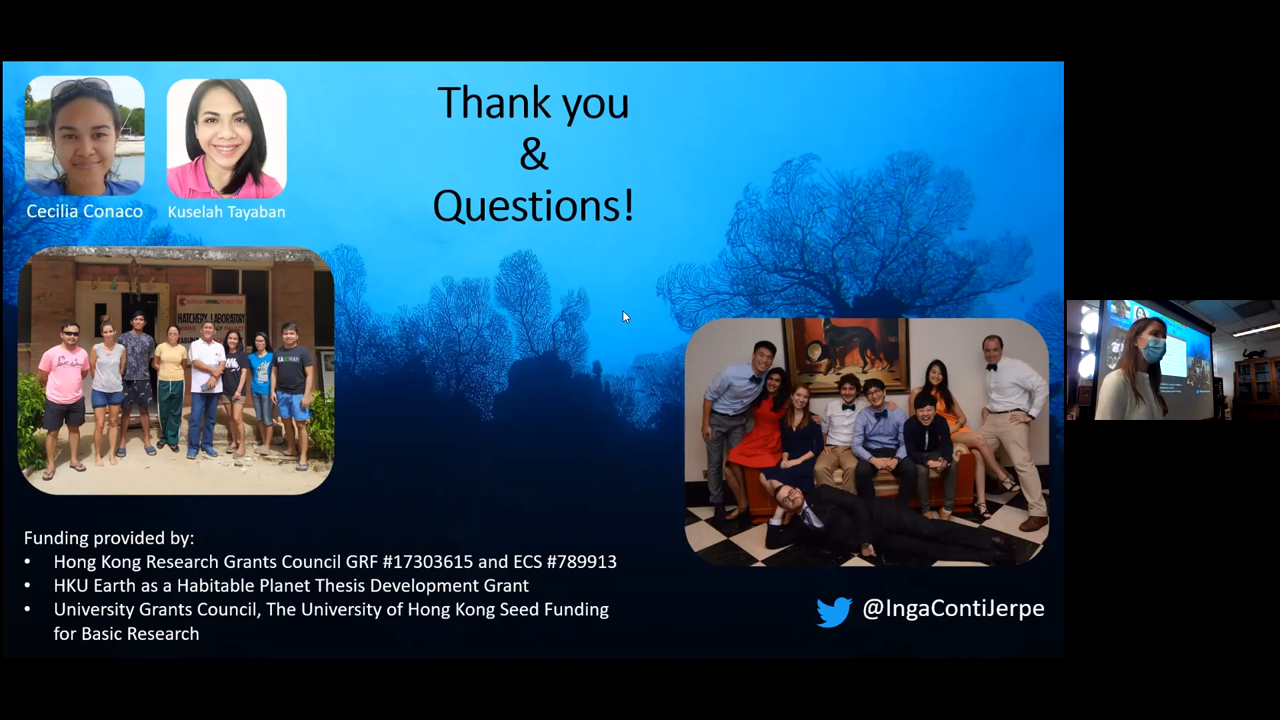 Thank you
&
Questions!
Cecilia Conaco
Kuselah Tayaban
HATCHERY LABORATORY
Funding provided by:
• Hong Kong Research Grants Council GRF #17303615 and ECS #789913
• HKU Earth as a Habitable Planet Thesis Development Grant
• University Grants Council, The University of Hong Kong Seed Funding
for Basic Research
@IngaContiJerpe